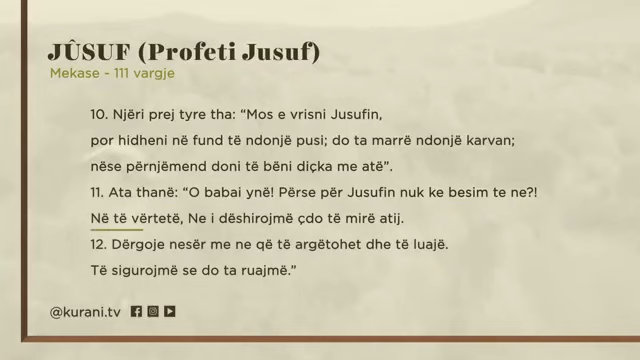 JÛSUF (Profeti Jusuf)
Mekase - 111 vargje
10. Njëri prej tyre tha: “Mos e vrisni Jusufin,
por hidheni në fund të ndonjë pusi; do ta marrë ndonjë karvan;
nëse përnjëmend doni të bëni diçka me atë”.
11. Ata thanë: “O babai ynë! Përse për Jusufin nuk ke besim te ne?!
Në të vërtetë, Ne i dëshirojmë çdo të mirë atij.
12. Dërgoje nesër me ne që të argëtohet dhe të luajë.
Të sigurojmë se do ta ruajmë.”
@kurani.tv